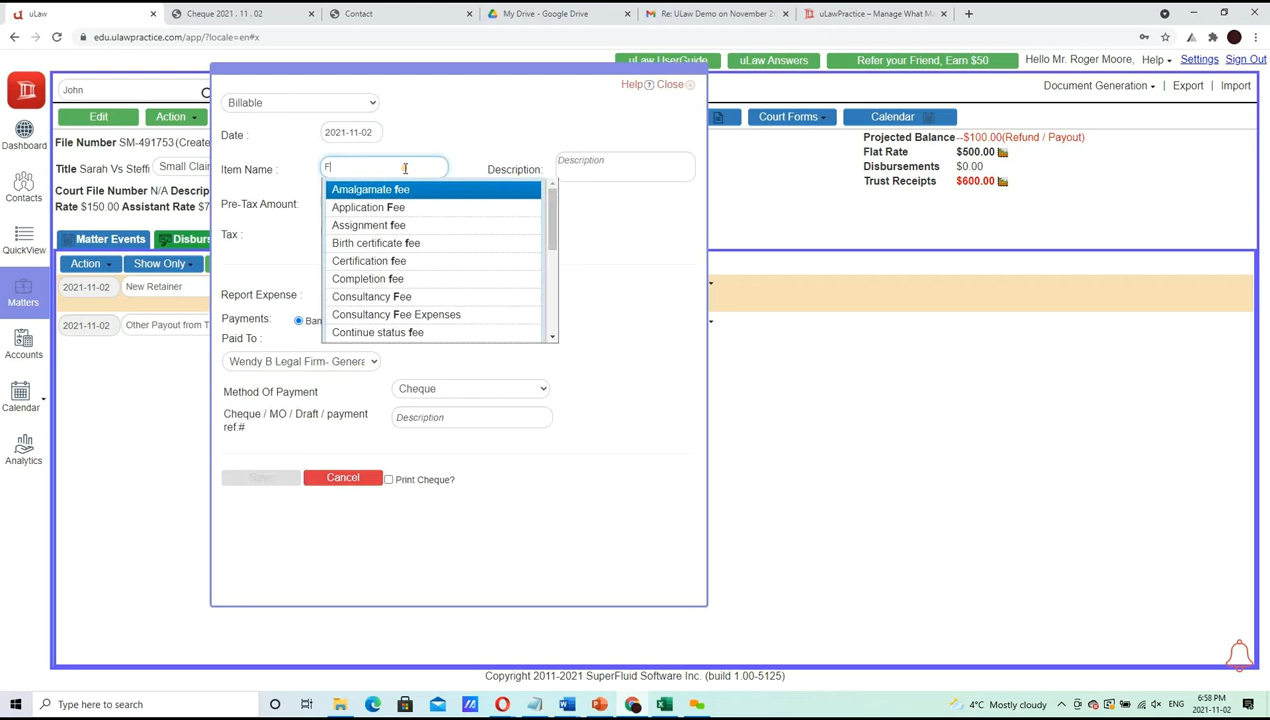 uLaw
Cheque 2021 . 11 . 02
Contact
My Drive - Google Drive
Re: ULaw Demo on November 2
uLawPractice – Manage What M
edu.ulawpractice.com/app/?locale=en#x
uLaw UserGuide
uLaw Answers
Refer your Friend, Earn $50
Hello Mr. Roger Moore
Help
Settings
Sign Out
John
Document Generation
Export
Import
Edit
Action
Court Forms
Calendar
File Number SM-491753 (Create
Title Sarah Vs Steffi
Small Clain
Court File Number N/A Descrip
Rate $150.00 Assistant Rate $7
Projected Balance --$100.00(Refund / Payout)
Flat Rate $500.00
Disbursements $0.00
Trust Receipts $600.00
Dashboard
Contacts
QuickView
Matters
Accounts
Calendar
Analytics
Matter Events
Disburs
Action
Show Only
2021-11-02 New Retainer
2021-11-02 Other Payout from T
Help ? Close
Billable
Date : 2021-11-02
Item Name : F
Description: Description
Pre-Tax Amount:
Tax :
Amalgamate fee
Application Fee
Assignment fee
Birth certificate fee
Certification fee
Completion fee
Consultancy Fee
Consultancy Fee Expenses
Continue status fee
Report Expense :
Payments: Ban
Paid To :
Wendy B Legal Firm- Genera
Method Of Payment Cheque
Cheque / MO / Draft / payment
ref.#
Description
Save
Cancel
Print Cheque?
Copyright 2011-2021 SuperFluid Software Inc. (build 1.00-5125)
Type here to search
4°C Mostly cloudy
ENG
6:58 PM
2021-11-02